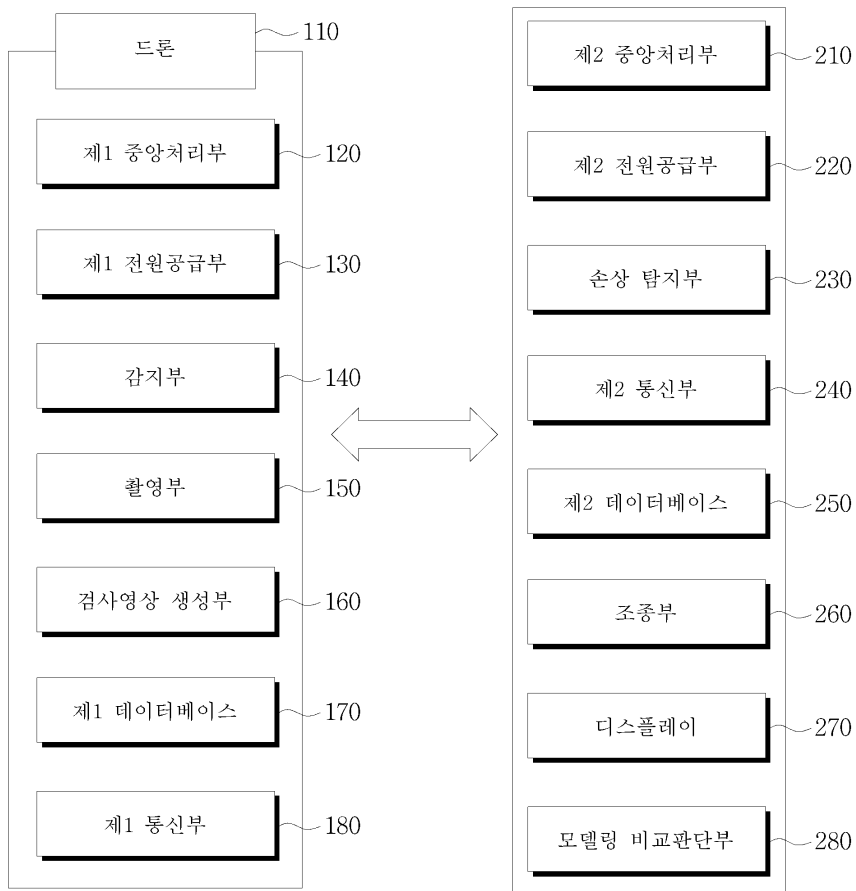 드론 110
제1 중앙처리부 120
제1 전원공급부 130
감지부 140
촬영부 150
검사영상 생성부 160
제1 데이터베이스 170
제1 통신부 180
제2 중앙처리부 210
제2 전원공급부 220
손상 탐지부 230
제2 통신부 240
제2 데이터베이스 250
조종부 260
디스플레이 270
모델링 비교판단부 280